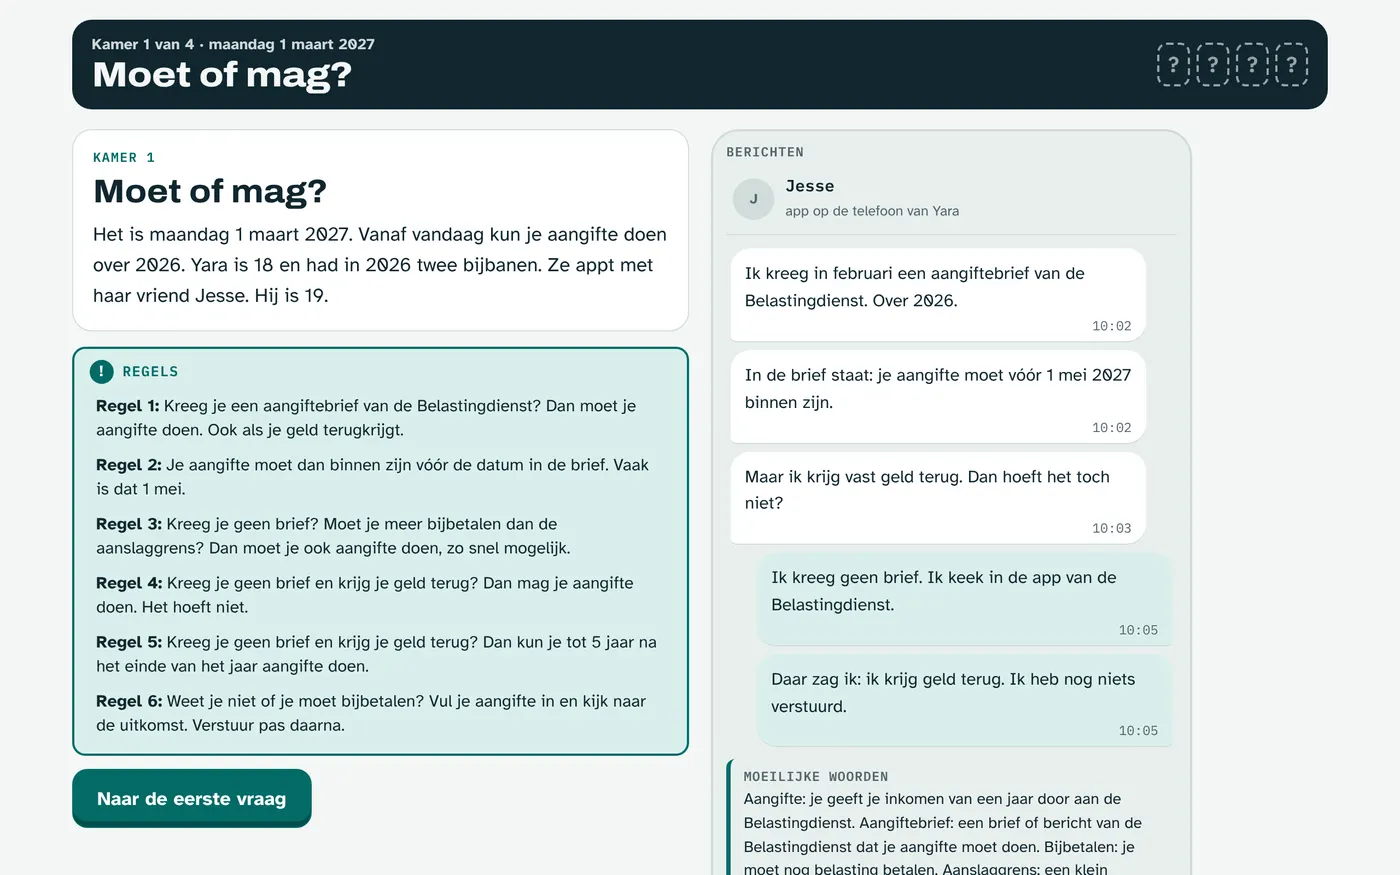 Kamer 1 van 4 · maandag 1 maart 2027
Moet of mag?
? ? ? ?
KAMER 1
Moet of mag?
Het is maandag 1 maart 2027. Vanaf vandaag kun je aangifte doen
over 2026. Yara is 18 en had in 2026 twee bijbanen. Ze appt met
haar vriend Jesse. Hij is 19.
! REGELS
Regel 1: Kreeg je een aangiftebrief van de Belastingdienst? Dan moet je
aangifte doen. Ook als je geld terugkrijgt.
Regel 2: Je aangifte moet dan binnen zijn vóór de datum in de brief. Vaak
is dat 1 mei.
Regel 3: Kreeg je geen brief? Moet je meer bijbetalen dan de
aanslaggrens? Dan moet je ook aangifte doen, zo snel mogelijk.
Regel 4: Kreeg je geen brief en krijg je geld terug? Dan mag je aangifte
doen. Het hoeft niet.
Regel 5: Kreeg je geen brief en krijg je geld terug? Dan kun je tot 5 jaar na
het einde van het jaar aangifte doen.
Regel 6: Weet je niet of je moet bijbetalen? Vul je aangifte in en kijk naar
de uitkomst. Verstuur pas daarna.
Naar de eerste vraag
BERICHTEN
J
Jesse
app op de telefoon van Yara
Ik kreeg in februari een aangiftebrief van de
Belastingdienst. Over 2026.
10:02
In de brief staat: je aangifte moet vóór 1 mei 2027
binnen zijn.
10:02
Maar ik krijg vast geld terug. Dan hoeft het toch
niet?
10:03
Ik kreeg geen brief. Ik keek in de app van de
Belastingdienst.
10:05
Daar zag ik: ik krijg geld terug. Ik heb nog niets
verstuurd.
10:05
MOEILIJKE WOORDEN
Aangifte: je geeft je inkomen van een jaar door aan de
Belastingdienst. Aangiftebrief: een brief of bericht van de
Belastingdienst dat je aangifte moet doen. Bijbetalen: je
moet nog belasting betalen. Aanslaggrens: een klein